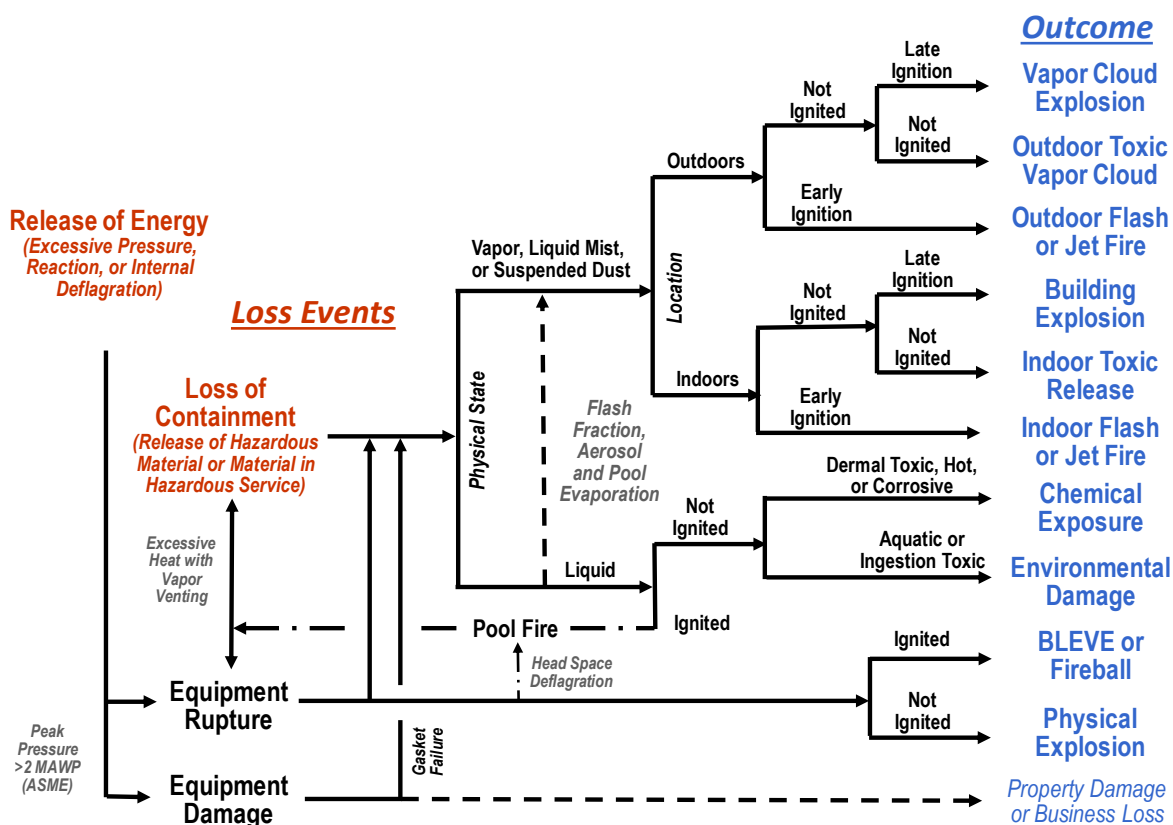 Outcome
Late
Ignition
Vapor Cloud
Explosion
Not
Ignited
Not
Ignited
Outdoor Toxic
Vapor Cloud
Outdoors
Early
Ignition
Outdoor Flash
or Jet Fire
Release of Energy
(Excessive Pressure,
Reaction, or Internal
Deflagration)
Vapor, Liquid Mist,
or Suspended Dust
Location
Late
Ignition
Building
Explosion
Loss Events
Not
Ignited
Not
Ignited
Indoor Toxic
Release
Indoors
Early
Ignition
Indoor Flash
or Jet Fire
Loss of
Containment
(Release of Hazardous
Material or Material in
Hazardous Service)
Physical State
Flash
Fraction,
Aerosol
and Pool
Evaporation
Dermal Toxic, Hot,
or Corrosive
Chemical
Exposure
Not
Ignited
Excessive
Heat with
Vapor
Venting
Aquatic or
Ingestion Toxic
Environmental
Damage
Liquid
Pool Fire
Ignited
Ignited
BLEVE or
Fireball
Head Space
Deflagration
Equipment
Rupture
Not
Ignited
Physical
Explosion
Peak
Pressure
>2 MAWP
(ASME)
Gasket
Failure
Equipment
Damage
Property Damage
or Business Loss